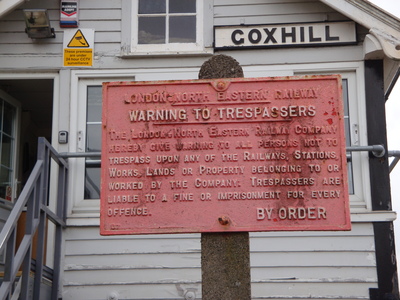 GOXHILL
LONDON & NORTH EASTERN RAILWAY
WARNING TO TRESPASSERS
THE LONDON & NORTH EASTERN RAILWAY COMPANY
HEREBY GIVE WARNING TO ALL PERSONS NOT TO
TRESPASS UPON ANY OF THE RAILWAYS, STATIONS,
WORKS, LANDS OR PROPERTY BELONGING TO OR
WORKED BY THE COMPANY. TRESPASSERS ARE
LIABLE TO A FINE OR IMPRISONMENT FOR EVERY
OFFENCE.
BY ORDER